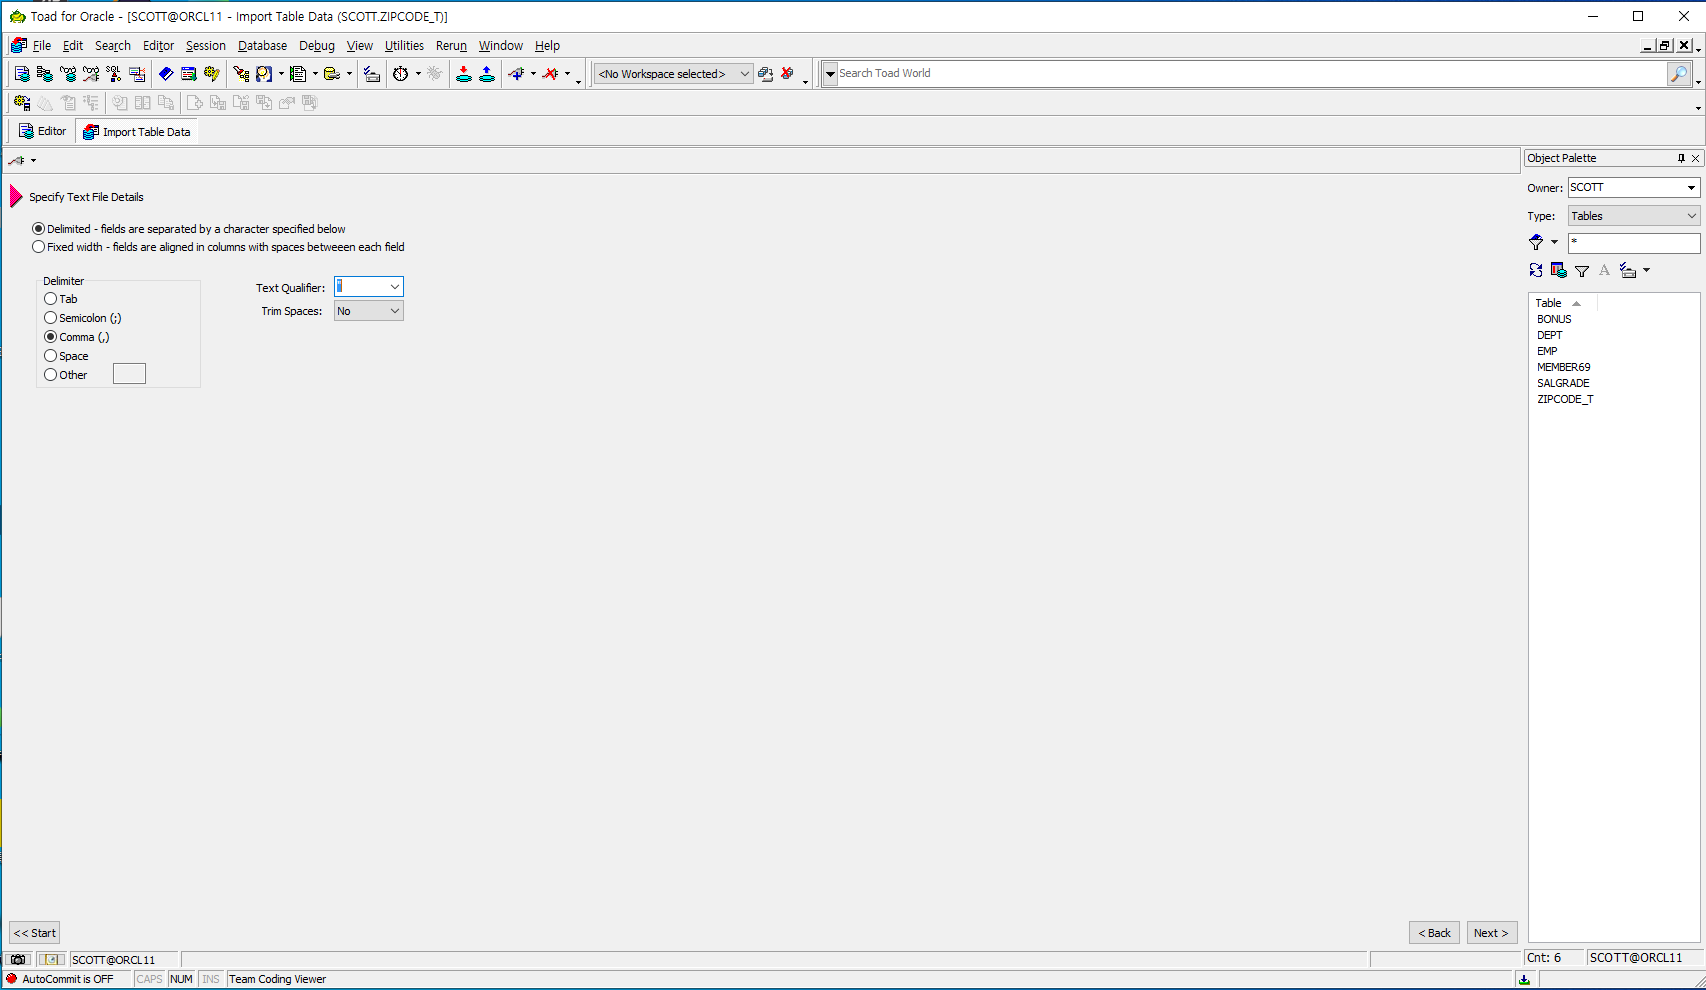 Toad for Oracle - [SCOTT@ORCL11 - Import Table Data (SCOTT.ZIPCODE_T)]
File Edit Search Editor Session Database Debug View Utilities Rerun Window Help
<No Workspace selected>
Search Toad World
Editor
Import Table Data
Object Palette
Owner: SCOTT
Type: Tables
*
Table
BONUS
DEPT
EMP
MEMBER69
SALGRADE
ZIPCODE_T
Specify Text File Details
Delimited - fields are separated by a character specified below
Fixed width - fields are aligned in columns with spaces betweeen each field
Delimiter
Tab
Semicolon (;)
Comma (,)
Space
Other
Text Qualifier: "
Trim Spaces: No
<< Start
< Back
Next >
SCOTT@ORCL11
Cnt: 6
SCOTT@ORCL11
AutoCommit is OFF
CAPS
NUM
INS
Team Coding Viewer